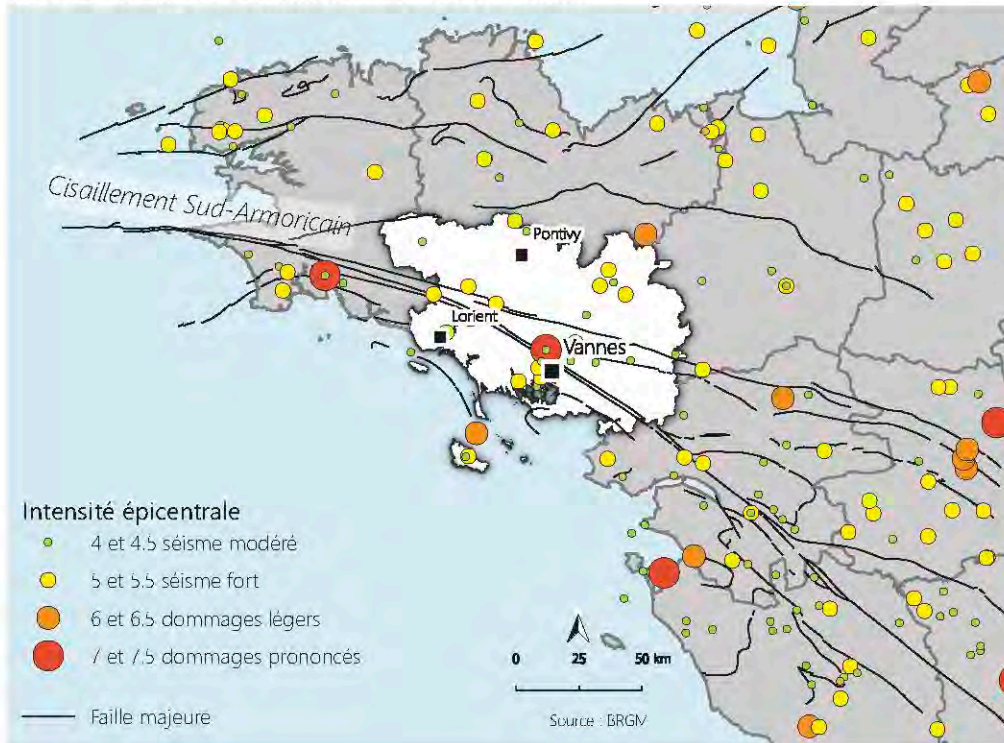 Cisaillement Sud-Armoricain
Pontivy
Lorient
Vannes
Intensité épicentrale
4 et 4.5 séisme modéré
5 et 5.5 séisme fort
6 et 6.5 dommages légers
7 et 7.5 dommages prononcés
Faille majeure
0 25 50 km
Source : BRGM